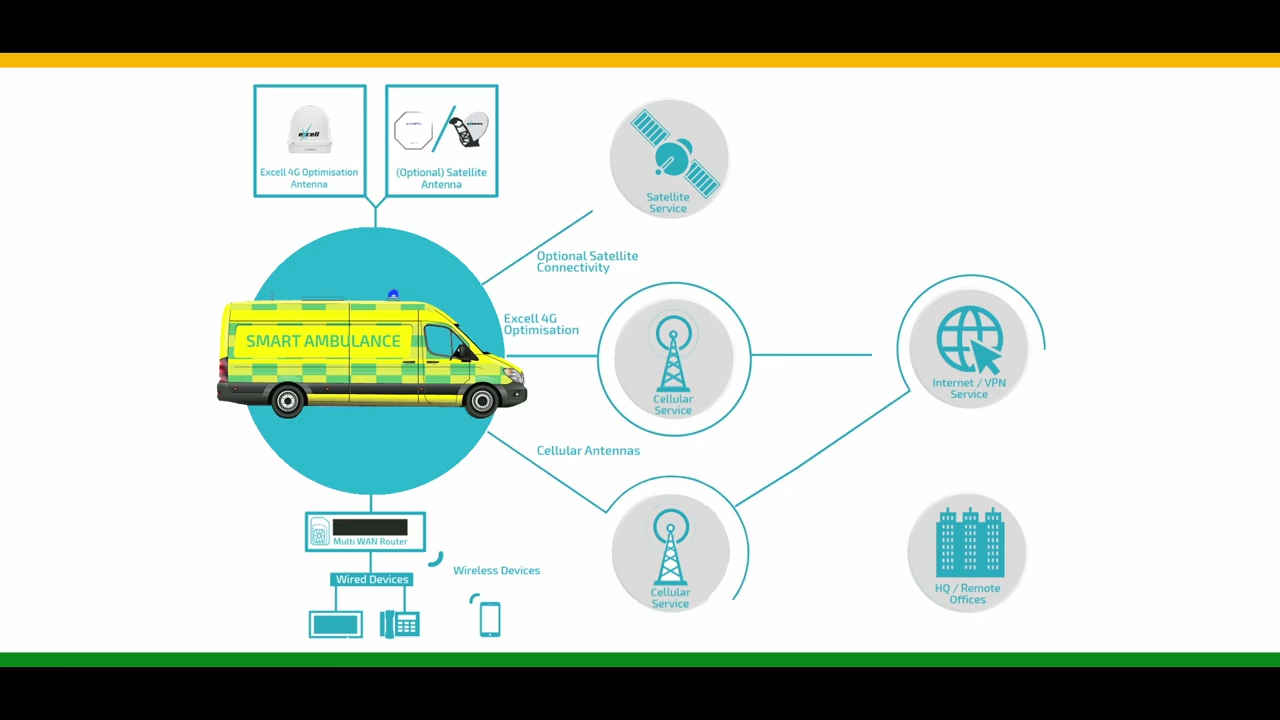 excell
Excell 4G Optimisation
Antenna
(Optional) Satellite
Antenna
Satellite
Service
Optional Satellite
Connectivity
Excell 4G
Optimisation
SMART AMBULANCE
Cellular
Service
Internet / VPN
Service
Cellular Antennas
Multi WAN Router
Wired Devices
Wireless Devices
Cellular
Service
HQ / Remote
Offices